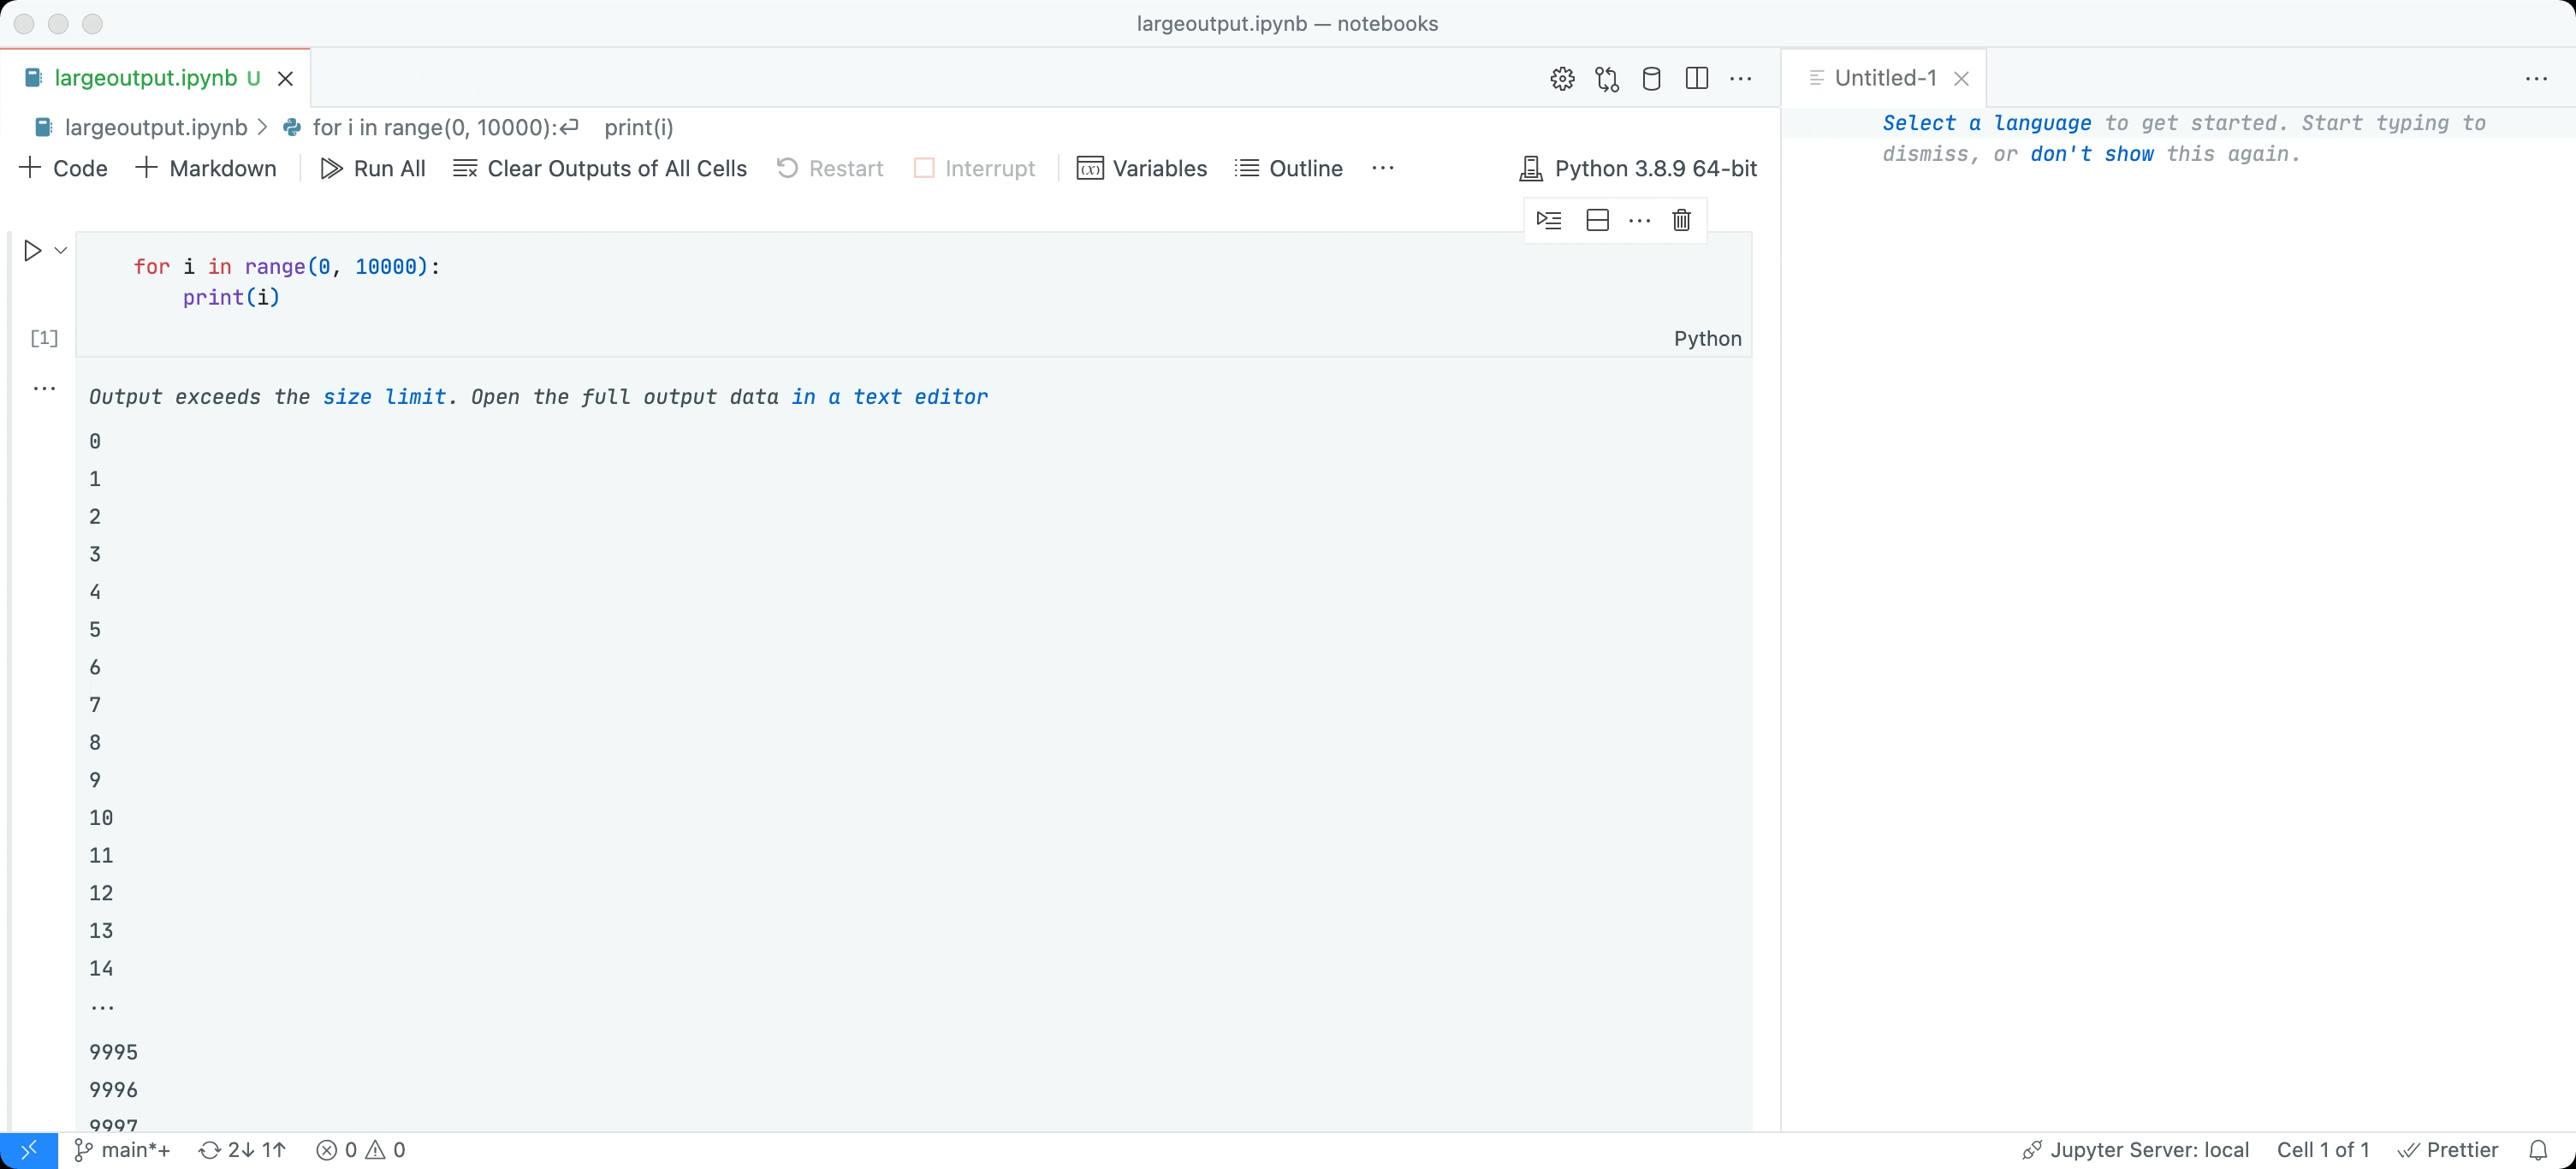 largeoutput.ipynb — notebooks
largeoutput.ipynb U
Untitled-1
largeoutput.ipynb > for i in range(0, 10000):↵ print(i)
Select a language to get started. Start typing to
dismiss, or don't show this again.
+ Code + Markdown Run All Clear Outputs of All Cells Restart Interrupt Variables Outline ··· Python 3.8.9 64-bit
for i in range(0, 10000):
    print(i)
[1]
Python
Output exceeds the size limit. Open the full output data in a text editor
0
1
2
3
4
5
6
7
8
9
10
11
12
13
14
...
9995
9996
9997
main*+ 2↓ 1↑ 0 0
Jupyter Server: local Cell 1 of 1 Prettier